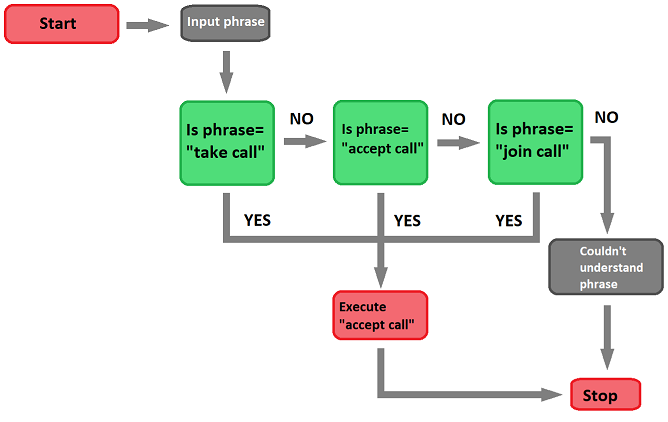 Start
Input phrase
Is phrase=
"take call"
NO
Is phrase=
"accept call"
NO
Is phrase=
"join call"
NO
YES
YES
YES
Couldn't
understand
phrase
Execute
"accept call"
Stop